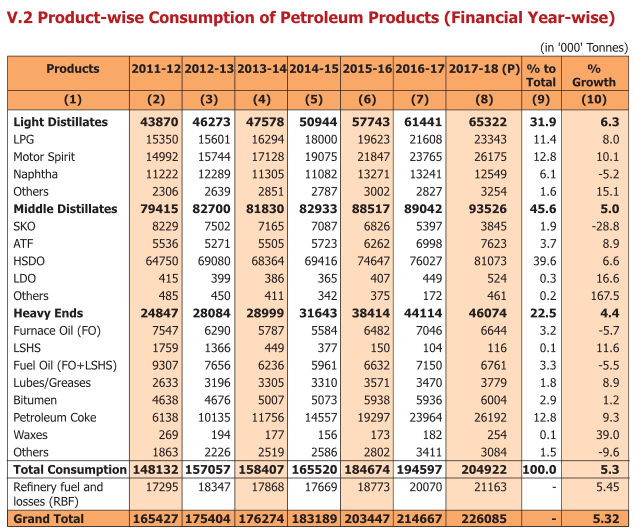 V.2 Product-wise Consumption of Petroleum Products (Financial Year-wise)
(in '000' Tonnes)
Products 2011-12 2012-13 2013-14 2014-15 2015-16 2016-17 2017-18 (P) % to Total % Growth
(1) (2) (3) (4) (5) (6) (7) (8) (9) (10)
Light Distillates 43870 46273 47578 50944 57743 61441 65322 31.9 6.3
LPG 15350 15601 16294 18000 19623 21608 23343 11.4 8.0
Motor Spirit 14992 15744 17128 19075 21847 23765 26175 12.8 10.1
Naphtha 11222 12289 11305 11082 13271 13241 12549 6.1 -5.2
Others 2306 2639 2851 2787 3002 2827 3254 1.6 15.1
Middle Distillates 79415 82700 81830 82933 88517 89042 93526 45.6 5.0
SKO 8229 7502 7165 7087 6826 5397 3845 1.9 -28.8
ATF 5536 5271 5505 5723 6262 6998 7623 3.7 8.9
HSDO 64750 69080 68364 69416 74647 76027 81073 39.6 6.6
LDO 415 399 386 365 407 449 524 0.3 16.6
Others 485 450 411 342 375 172 461 0.2 167.5
Heavy Ends 24847 28084 28999 31643 38414 44114 46074 22.5 4.4
Furnace Oil (FO) 7547 6290 5787 5584 6482 7046 6644 3.2 -5.7
LSHS 1759 1366 449 377 150 104 116 0.1 11.6
Fuel Oil (FO+LSHS) 9307 7656 6236 5961 6632 7150 6761 3.3 -5.5
Lubes/Greases 2633 3196 3305 3310 3571 3470 3779 1.8 8.9
Bitumen 4638 4676 5007 5073 5938 5936 6004 2.9 1.2
Petroleum Coke 6138 10135 11756 14557 19297 23964 26192 12.8 9.3
Waxes 269 194 177 156 173 182 254 0.1 39.0
Others 1863 2226 2519 2586 2802 3411 3084 1.5 -9.6
Total Consumption 148132 157057 158407 165520 184674 194597 204922 100.0 5.3
Refinery fuel and 17295 18347 17868 17669 18773 20070 21163 - 5.45
losses (RBF)
Grand Total 165427 175404 176274 183189 203447 214667 226085 - 5.32